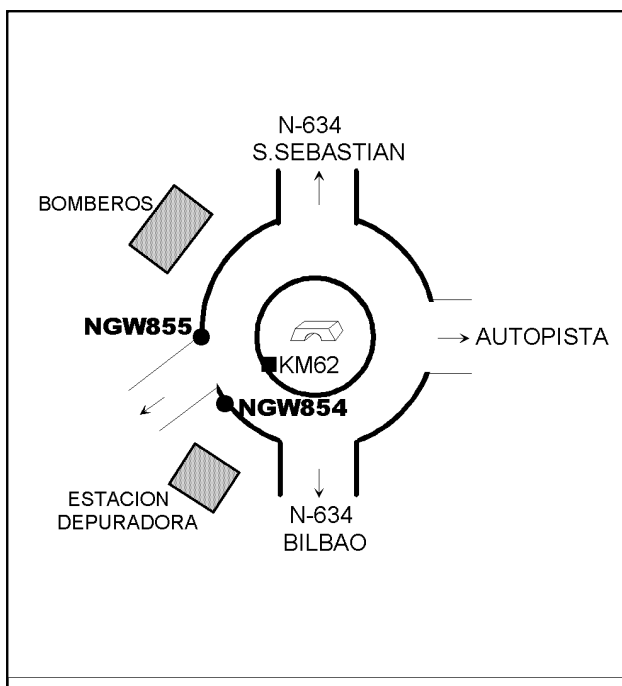 N-634
S.SEBASTIAN
BOMBEROS
NGW855
AUTOPISTA
KM62
NGW854
ESTACION
DEPURADORA
N-634
BILBAO